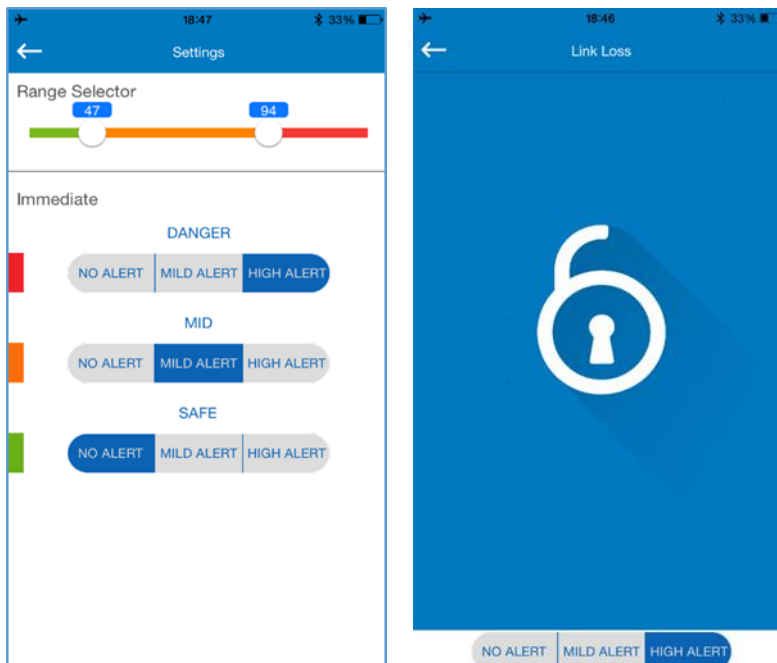 18:47 33%
Settings
Range Selector
47 94
Immediate
DANGER
NO ALERT MILD ALERT HIGH ALERT
MID
NO ALERT MILD ALERT HIGH ALERT
SAFE
NO ALERT MILD ALERT HIGH ALERT
18:46 33%
Link Loss
NO ALERT MILD ALERT HIGH ALERT